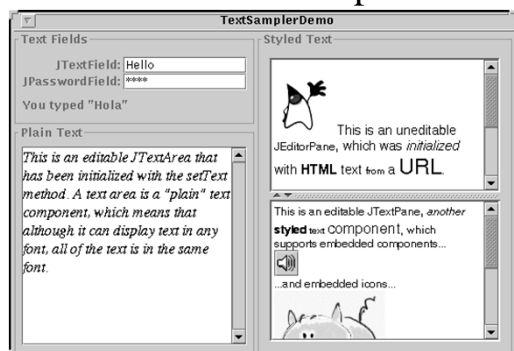 TextSamplerDemo
Text Fields
JTextField: Hello
JPasswordField: ****
You typed "Hola"
Plain Text
This is an editable JTextArea that
has been initialized with the setText
method. A text area is a "plain" text
component, which means that
although it can display text in any
font, all of the text is in the same
font.
Styled Text
This is an uneditable
JEditorPane, which was initialized
with HTML text from a URL.
This is an editable JTextPane, another
styled text component, which
supports embedded components...
...and embedded icons...